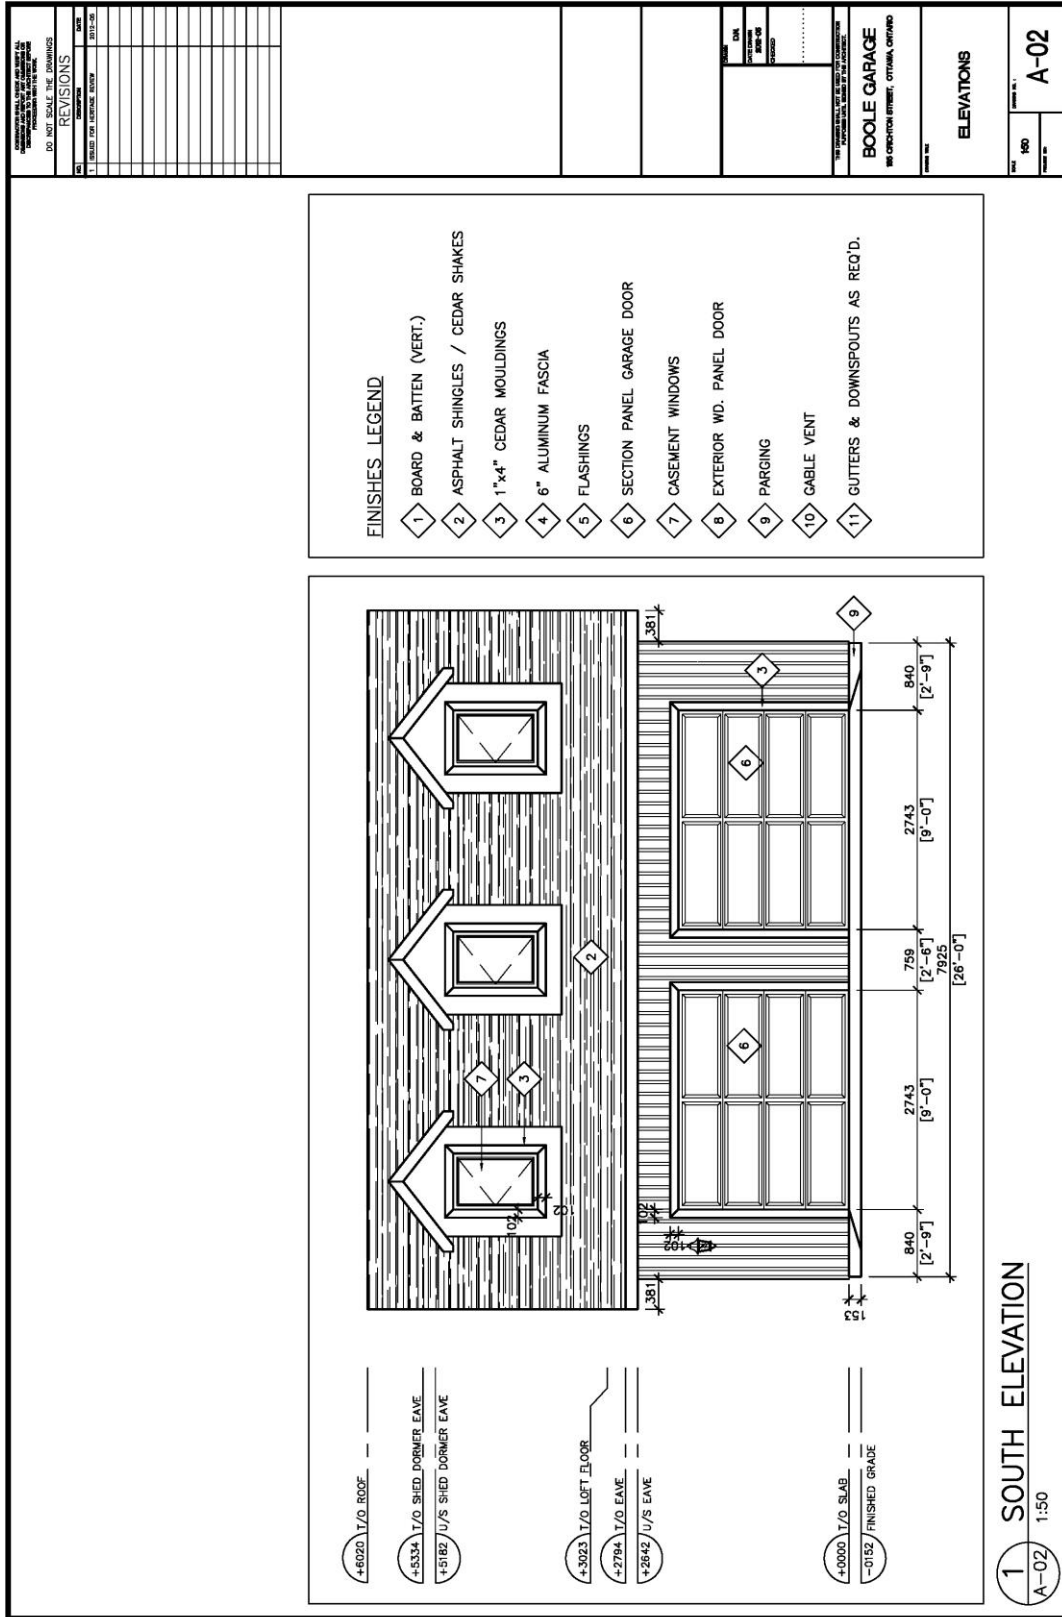 FINISHES LEGEND
1 BOARD & BATTEN (VERT.)
2 ASPHALT SHINGLES / CEDAR SHAKES
3 1"x4" CEDAR MOULDINGS
4 6" ALUMINUM FASCIA
5 FLASHINGS
6 SECTION PANEL GARAGE DOOR
7 CASEMENT WINDOWS
8 EXTERIOR WD. PANEL DOOR
9 PARGING
10 GABLE VENT
11 GUTTERS & DOWNSPOUTS AS REQ'D.
+6020 T/O ROOF
+5334 T/O SHED DORMER EAVE
+5182 U/S SHED DORMER EAVE
+3023 T/O LOFT FLOOR
+2794 T/O EAVE
+2642 U/S EAVE
+0000 T/O SLAB
-0152 FINISHED GRADE
7
3
2
102
102
381
381
102
102
6
6
3
9
153
840
[2'-9"]
2743
[9'-0"]
759
[2'-6"]
2743
[9'-0"]
840
[2'-9"]
7925
[26'-0"]
1 SOUTH ELEVATION
A-02 1:50
DO NOT SCALE THE DRAWINGS
REVISIONS
NO. DESCRIPTION DATE
1 ISSUED FOR HERITAGE REVIEW 2012-05
BOOLE GARAGE
ELEVATIONS
1:50
A-02